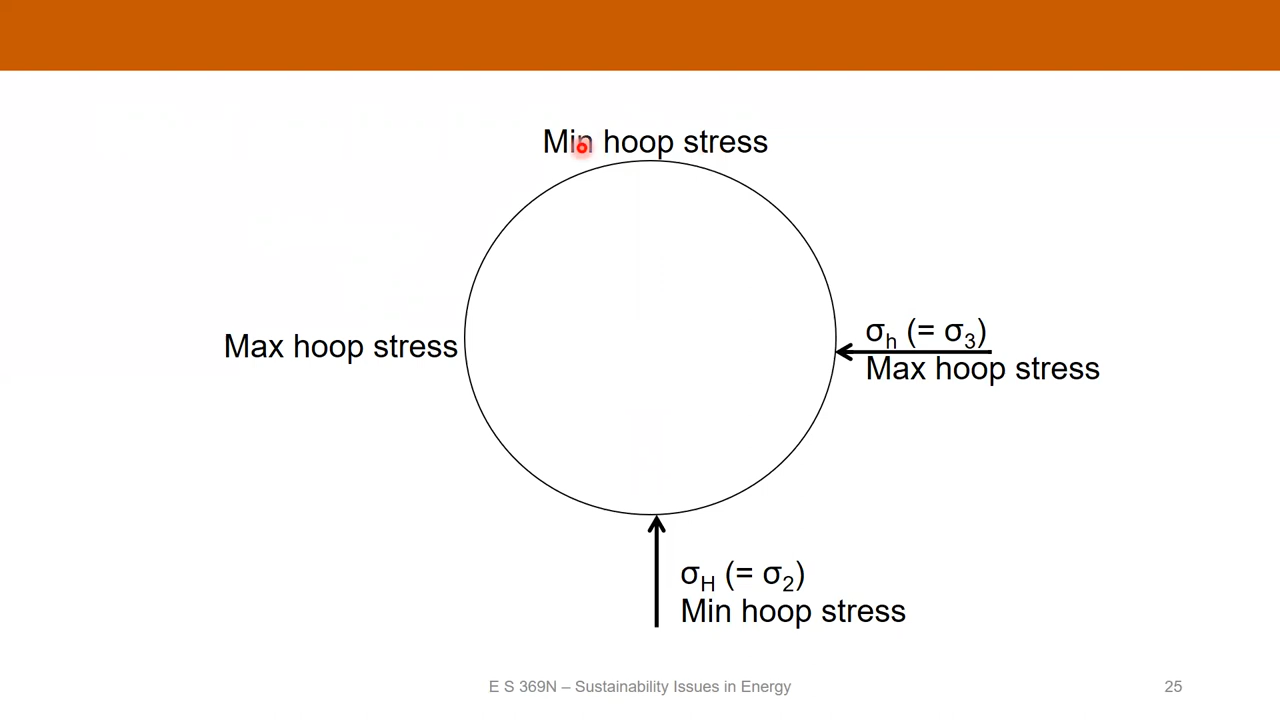 Min hoop stress
σh (= σ3)
Max hoop stress
Max hoop stress
σH (= σ2)
Min hoop stress
E S 369N – Sustainability Issues in Energy
25